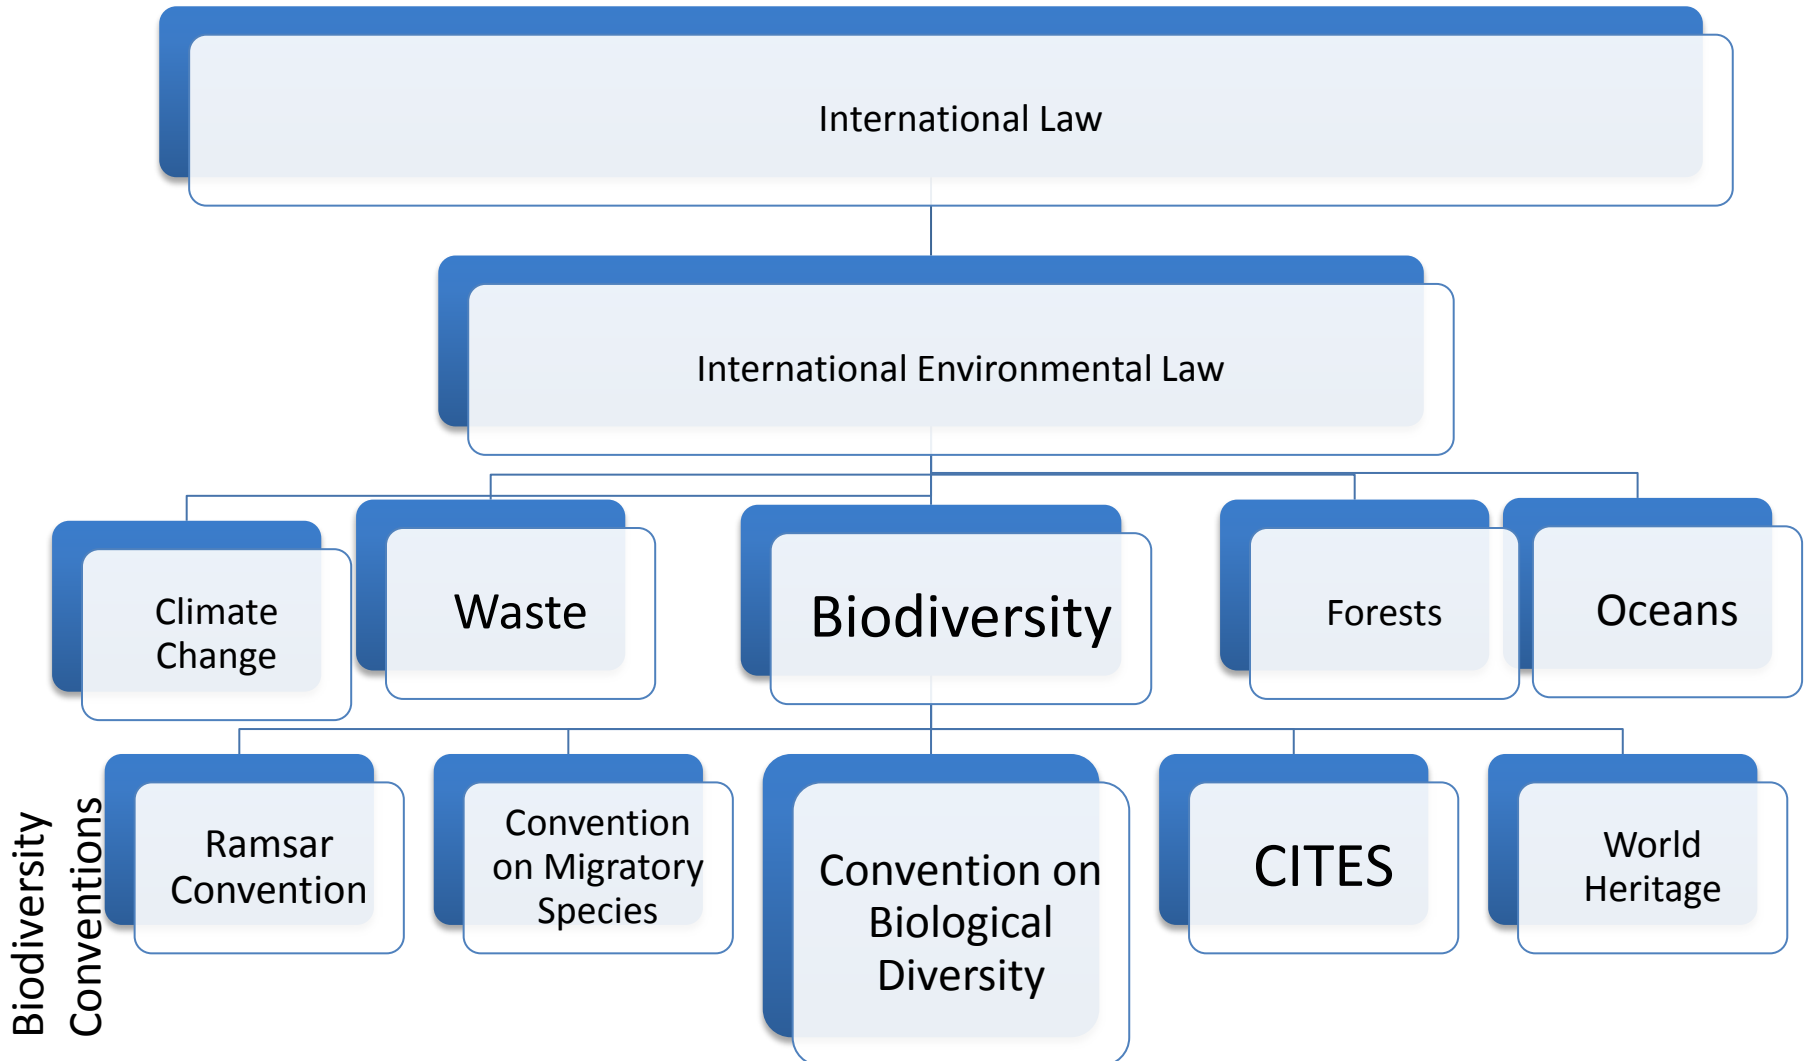 International Law
International Environmental Law
Climate
Change
Waste
Biodiversity
Forests
Oceans
Biodiversity
Conventions
Ramsar
Convention
Convention
on Migratory
Species
Convention on
Biological
Diversity
CITES
World
Heritage